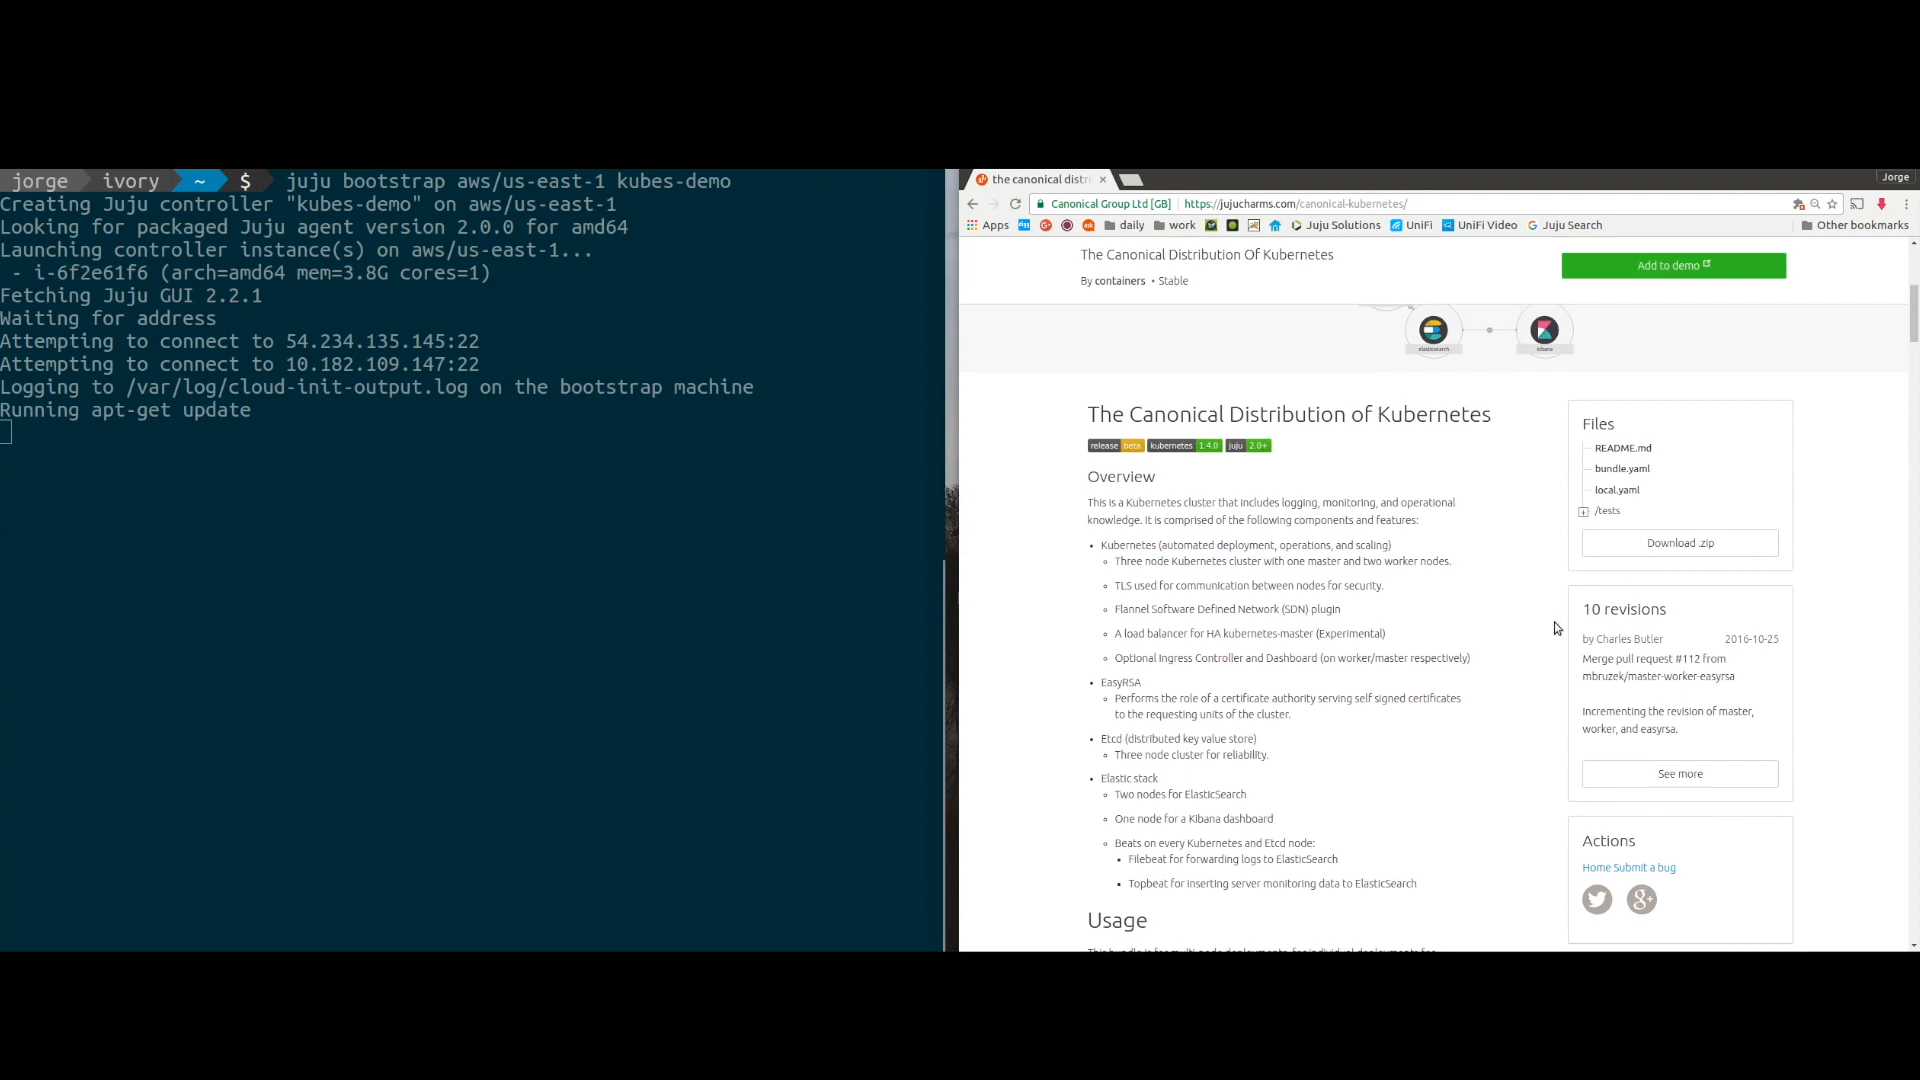 jorge ivory ~ $ juju bootstrap aws/us-east-1 kubes-demo
Creating Juju controller "kubes-demo" on aws/us-east-1
Looking for packaged Juju agent version 2.0.0 for amd64
Launching controller instance(s) on aws/us-east-1...
- i-6f2e61f6 (arch=amd64 mem=3.8G cores=1)
Fetching Juju GUI 2.2.1
Waiting for address
Attempting to connect to 54.234.135.145:22
Attempting to connect to 10.182.109.147:22
Logging to /var/log/cloud-init-output.log on the bootstrap machine
Running apt-get update
the canonical distri
Jorge
Canonical Group Ltd [GB] https://jujucharms.com/canonical-kubernetes/
Apps daily work Juju Solutions UniFi UniFi Video Juju Search Other bookmarks
The Canonical Distribution Of Kubernetes
By containers • Stable
Add to demo
elasticsearch kibana
The Canonical Distribution of Kubernetes
release beta kubernetes 1.4.0 juju 2.0+
Overview
This is a Kubernetes cluster that includes logging, monitoring, and operational
knowledge. It is comprised of the following components and features:
• Kubernetes (automated deployment, operations, and scaling)
Three node Kubernetes cluster with one master and two worker nodes.
TLS used for communication between nodes for security.
Flannel Software Defined Network (SDN) plugin
A load balancer for HA kubernetes-master (Experimental)
Optional Ingress Controller and Dashboard (on worker/master respectively)
• EasyRSA
Performs the role of a certificate authority serving self signed certificates
to the requesting units of the cluster.
• Etcd (distributed key value store)
Three node cluster for reliability.
• Elastic stack
Two nodes for ElasticSearch
One node for a Kibana dashboard
Beats on every Kubernetes and Etcd node:
Filebeat for forwarding logs to ElasticSearch
Topbeat for inserting server monitoring data to ElasticSearch
Usage
Files
README.md
bundle.yaml
local.yaml
/tests
Download .zip
10 revisions
by Charles Butler 2016-10-25
Merge pull request #112 from
mbruzek/master-worker-easyrsa
Incrementing the revision of master,
worker, and easyrsa.
See more
Actions
Home Submit a bug